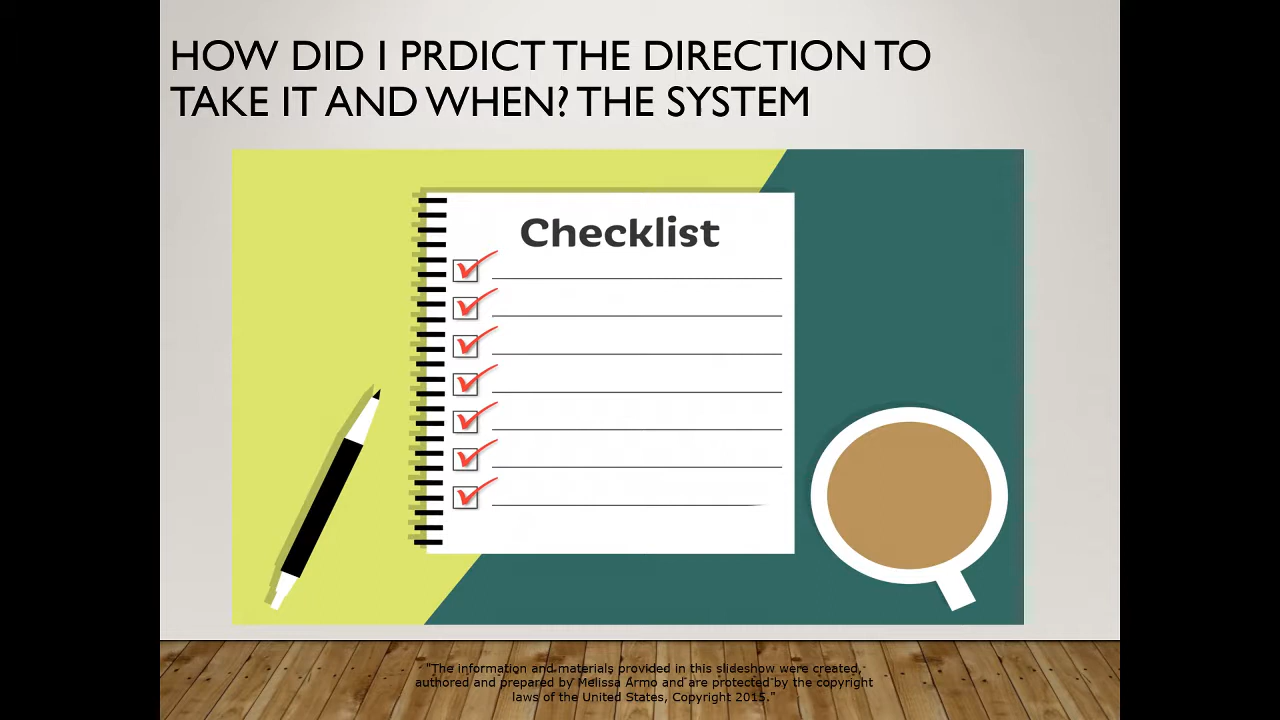 HOW DID I PRDICT THE DIRECTION TO
TAKE IT AND WHEN? THE SYSTEM
Checklist
"The information and materials provided in this slideshow were created,
authored and prepared by Melissa Armo and are protected by the copyright
laws of the United States, Copyright 2015."